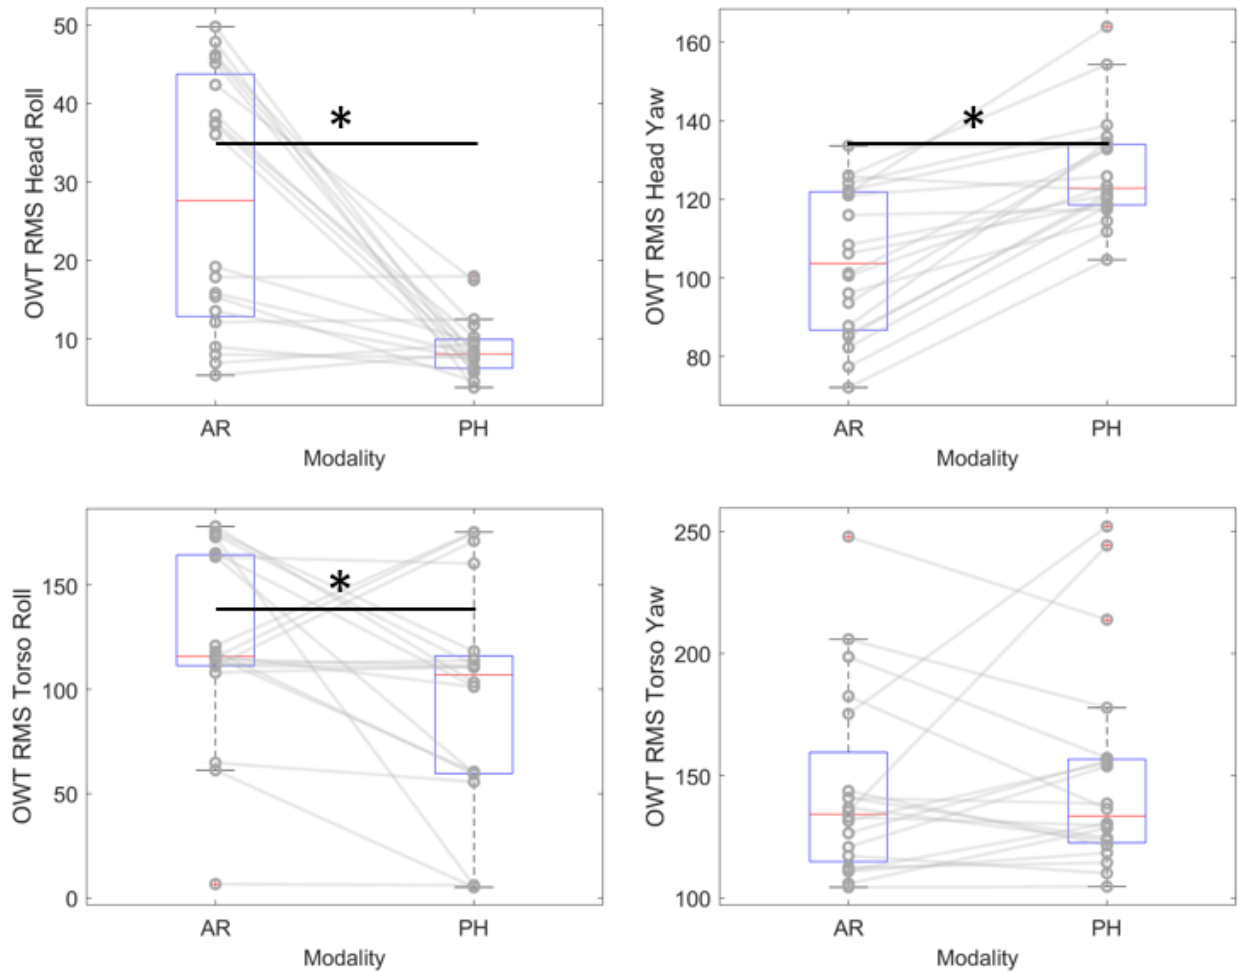 OWT RMS Head Roll
50
40
30
20
10
*
AR
PH
Modality
OWT RMS Head Yaw
160
140
120
100
80
*
AR
PH
Modality
OWT RMS Torso Roll
150
100
50
0
*
AR
PH
Modality
OWT RMS Torso Yaw
250
200
150
100
AR
PH
Modality